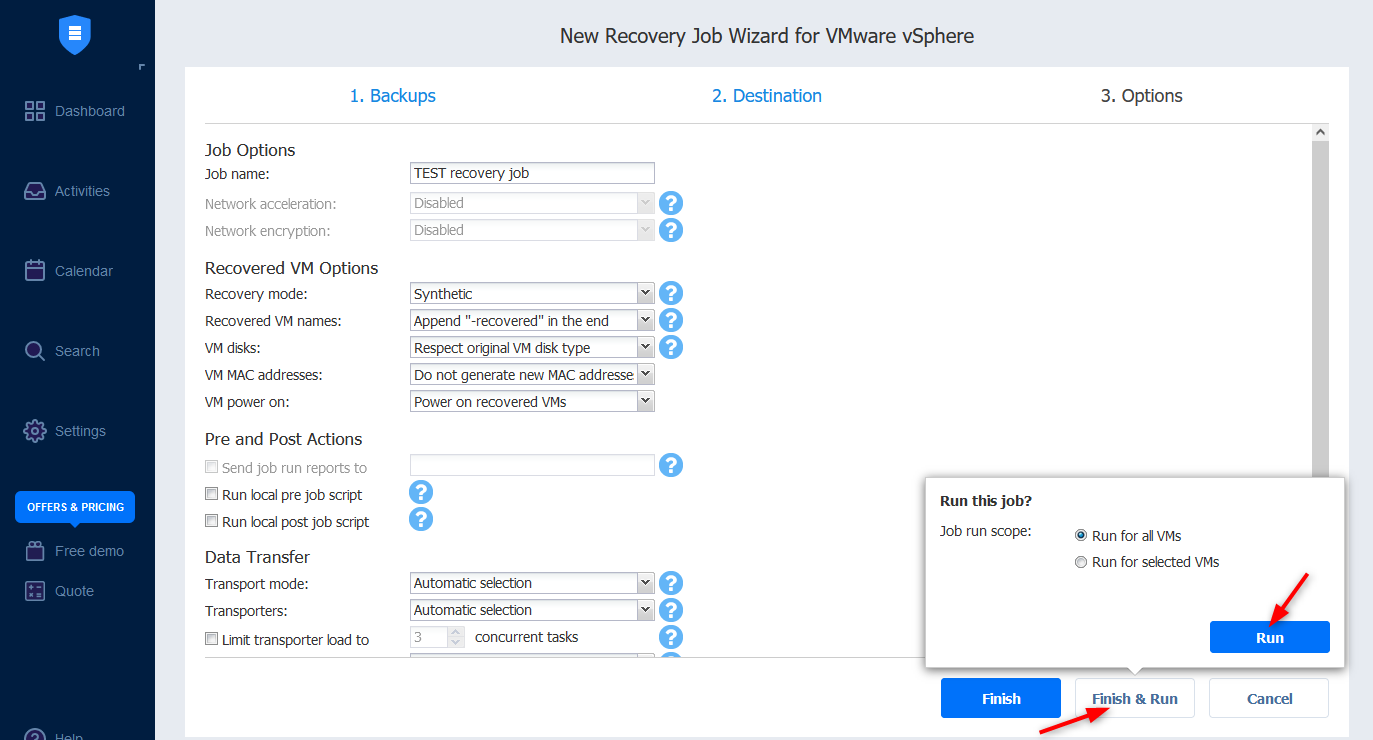 New Recovery Job Wizard for VMware vSphere
Dashboard
Activities
Calendar
Search
Settings
OFFERS & PRICING
Free demo
Quote
Help
1. Backups
2. Destination
3. Options
Job Options
Job name: TEST recovery job
Network acceleration: Disabled ?
Network encryption: Disabled ?
Recovered VM Options
Recovery mode: Synthetic ?
Recovered VM names: Append "-recovered" in the end ?
VM disks: Respect original VM disk type ?
VM MAC addresses: Do not generate new MAC addresse
VM power on: Power on recovered VMs
Pre and Post Actions
Send job run reports to ?
Run local pre job script ?
Run local post job script ?
Data Transfer
Transport mode: Automatic selection ?
Transporters: Automatic selection ?
Limit transporter load to 3 concurrent tasks ?
Run this job?
Job run scope: Run for all VMs
Run for selected VMs
Run
Finish
Finish & Run
Cancel